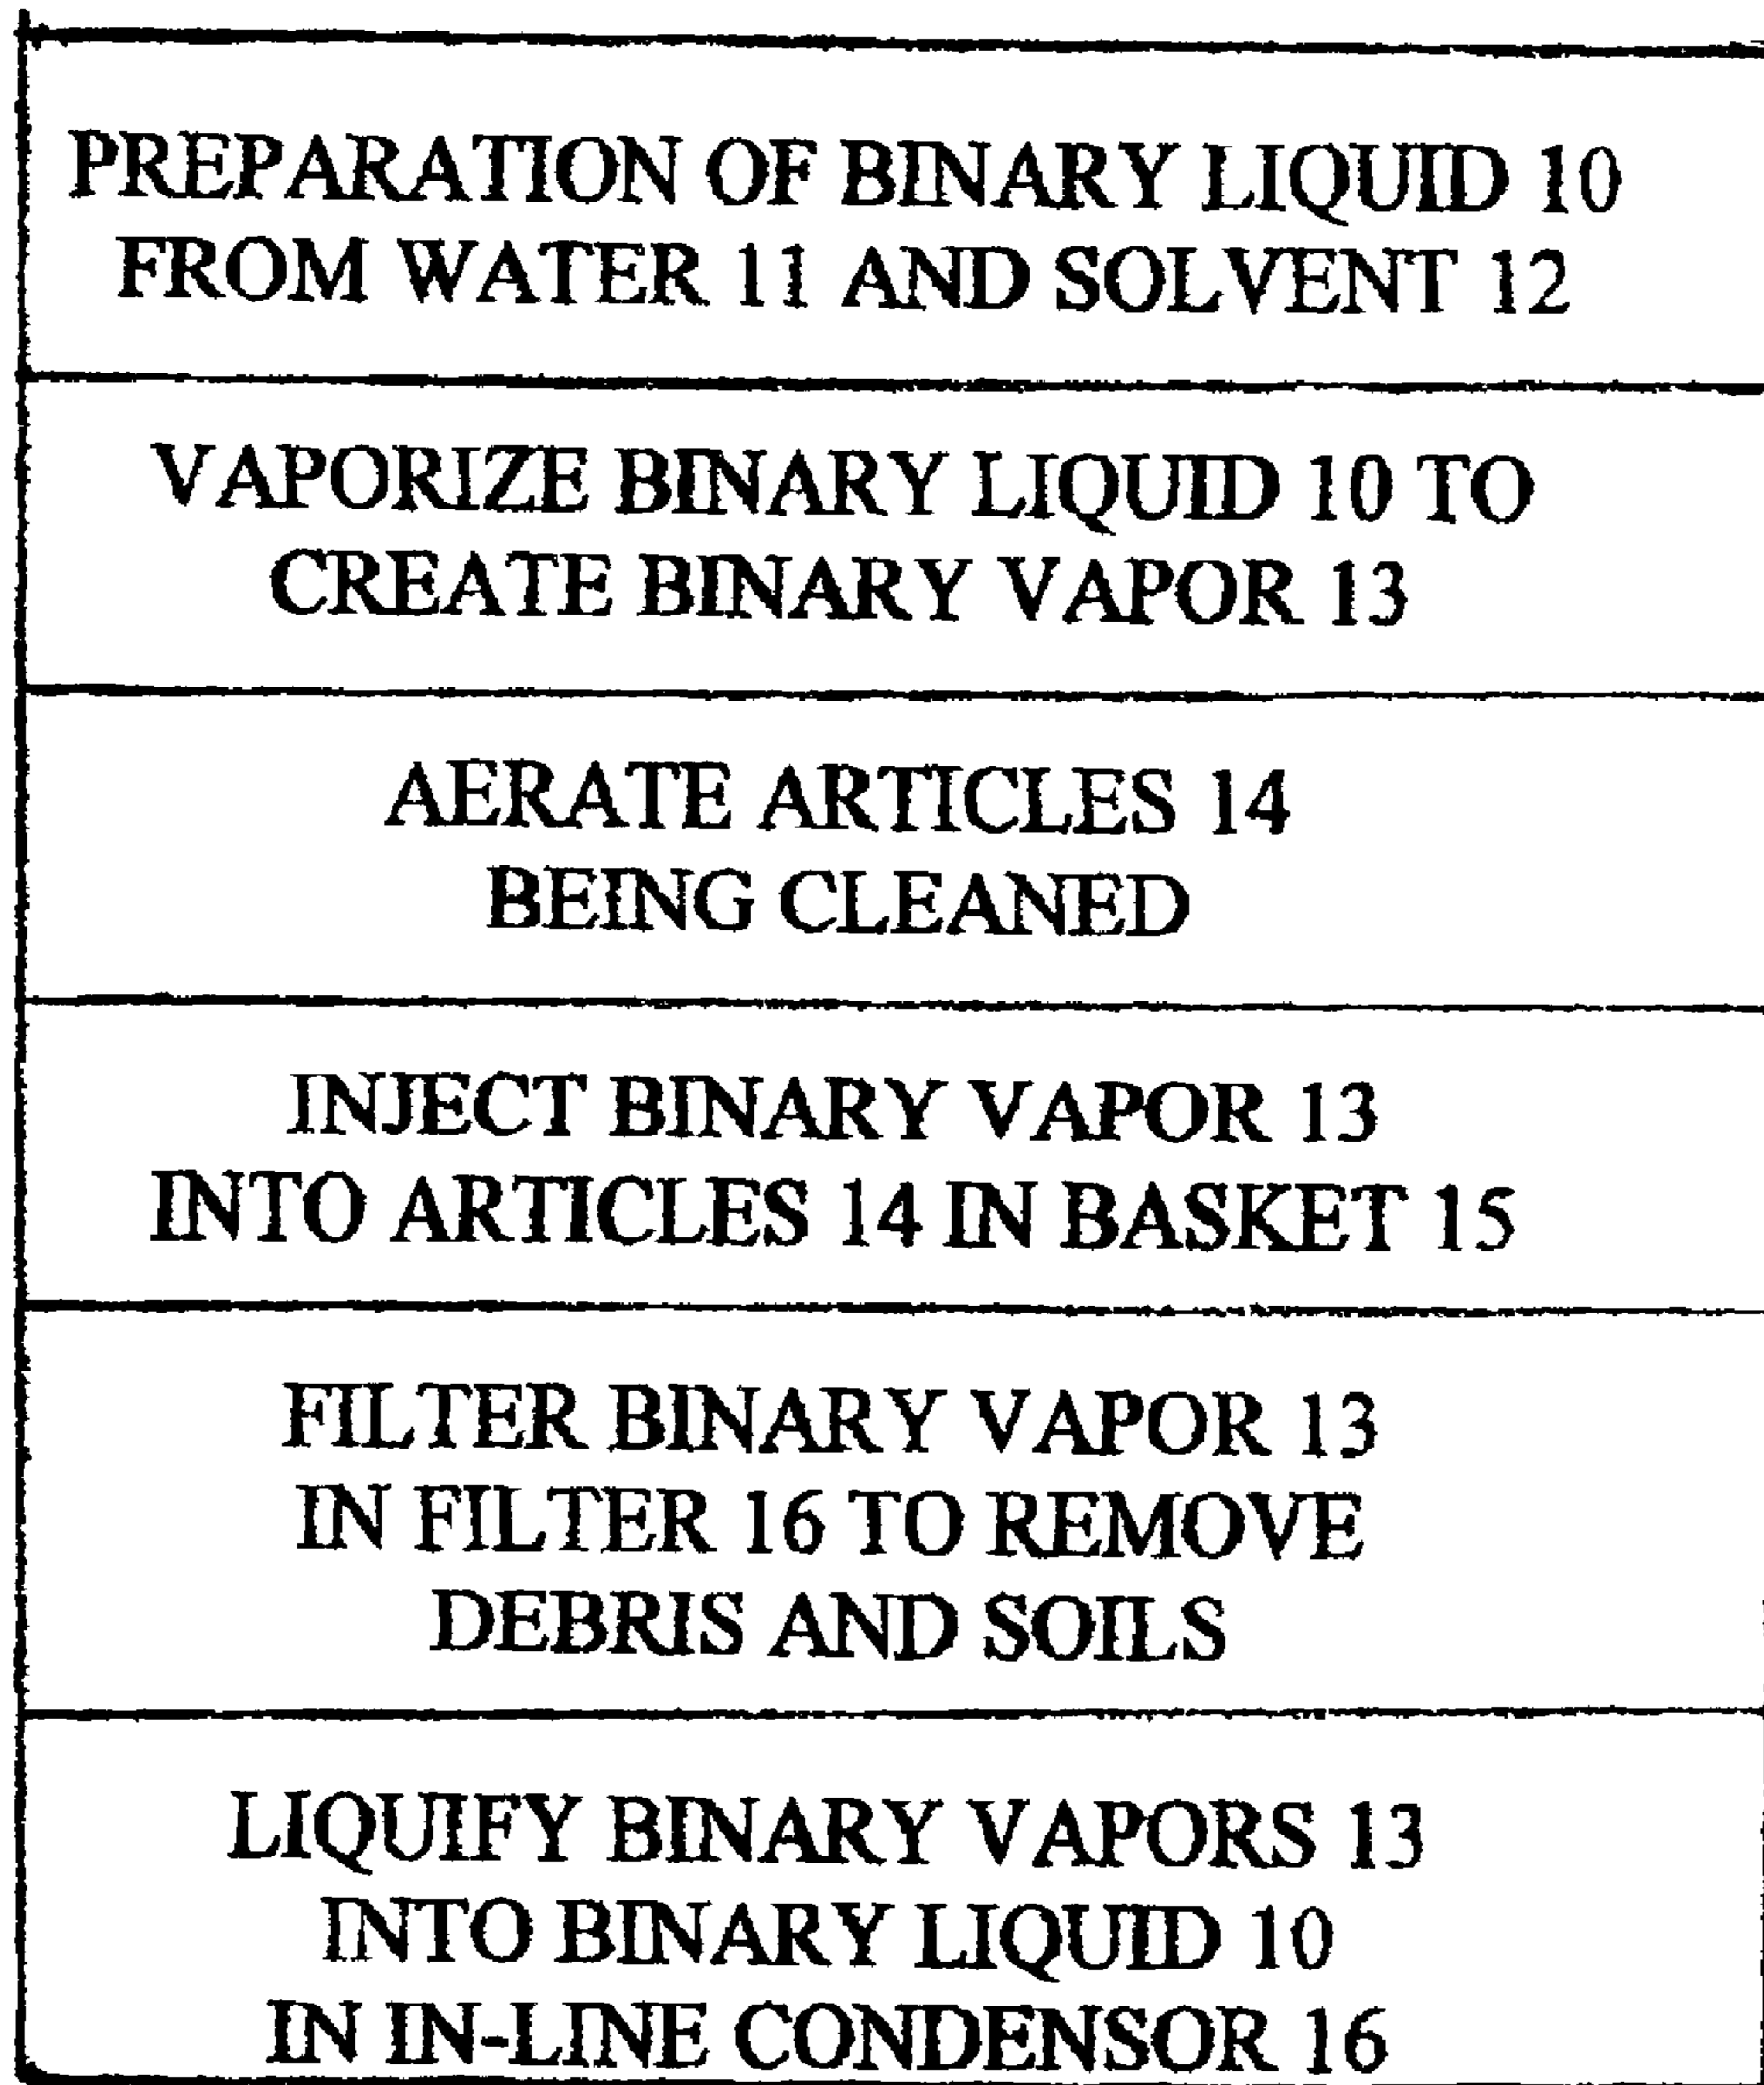 PREPARATION OF BINARY LIQUID 10
FROM WATER 11 AND SOLVENT 12
VAPORIZE BINARY LIQUID 10 TO
CREATE BINARY VAPOR 13
AERATE ARTICLES 14
BEING CLEANED
INJECT BINARY VAPOR 13
INTO ARTICLES 14 IN BASKET 15
FILTER BINARY VAPOR 13
IN FILTER 16 TO REMOVE
DEBRIS AND SOILS
LIQUIFY BINARY VAPORS 13
INTO BINARY LIQUID 10
IN IN-LINE CONDENSOR 16